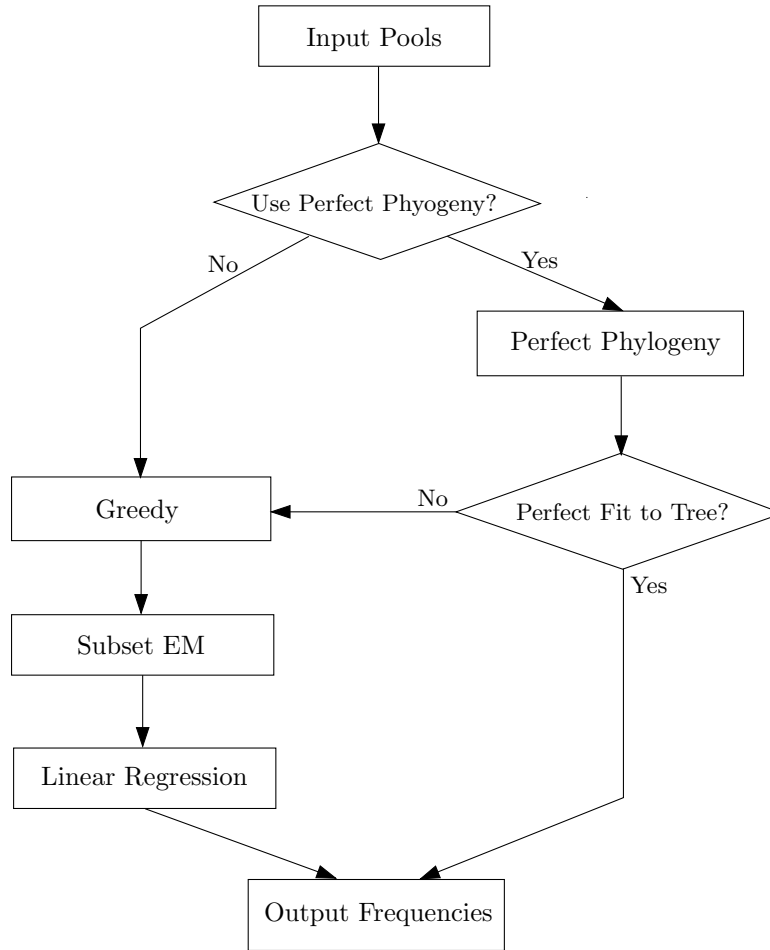 Input Pools
Use Perfect Phyogeny?
No
Yes
Perfect Phylogeny
Greedy
No
Perfect Fit to Tree?
Yes
Subset EM
Linear Regression
Output Frequencies